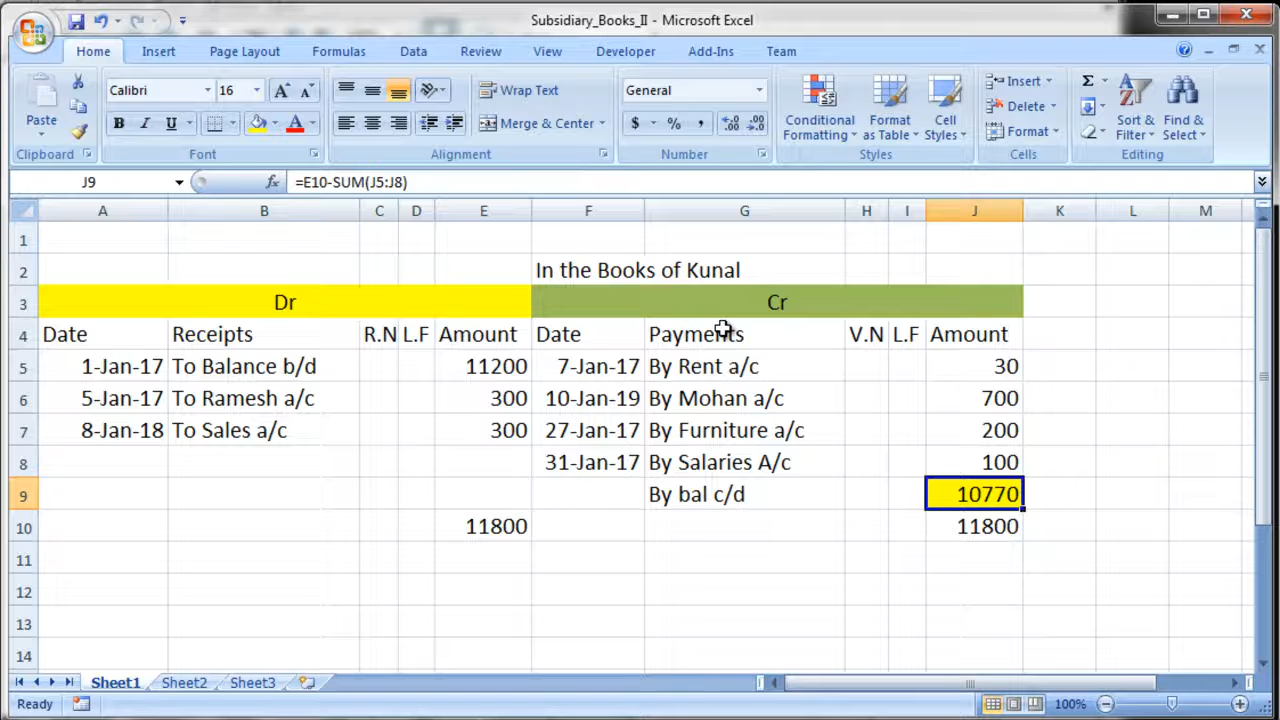 Subsidiary_Books_II - Microsoft Excel
Home Insert Page Layout Formulas Data Review View Developer Add-Ins Team
Paste
Clipboard
Calibri 16
B I U A
Font
Wrap Text
Merge & Center
Alignment
General
$ % ,
Number
Conditional Formatting
Format as Table
Cell Styles
Styles
Insert
Delete
Format
Cells
Σ
Sort & Filter
Find & Select
Editing
J9 fx =E10-SUM(J5:J8)
A B C D E F G H I J K L M
1
2 In the Books of Kunal
3 Dr Cr
4 Date Receipts R.N L.F Amount Date Payments V.N L.F Amount
5 1-Jan-17 To Balance b/d 11200 7-Jan-17 By Rent a/c 30
6 5-Jan-17 To Ramesh a/c 300 10-Jan-19 By Mohan a/c 700
7 8-Jan-18 To Sales a/c 300 27-Jan-17 By Furniture a/c 200
8 31-Jan-17 By Salaries A/c 100
9 By bal c/d 10770
10 11800 11800
11
12
13
14
Sheet1 Sheet2 Sheet3
Ready 100%